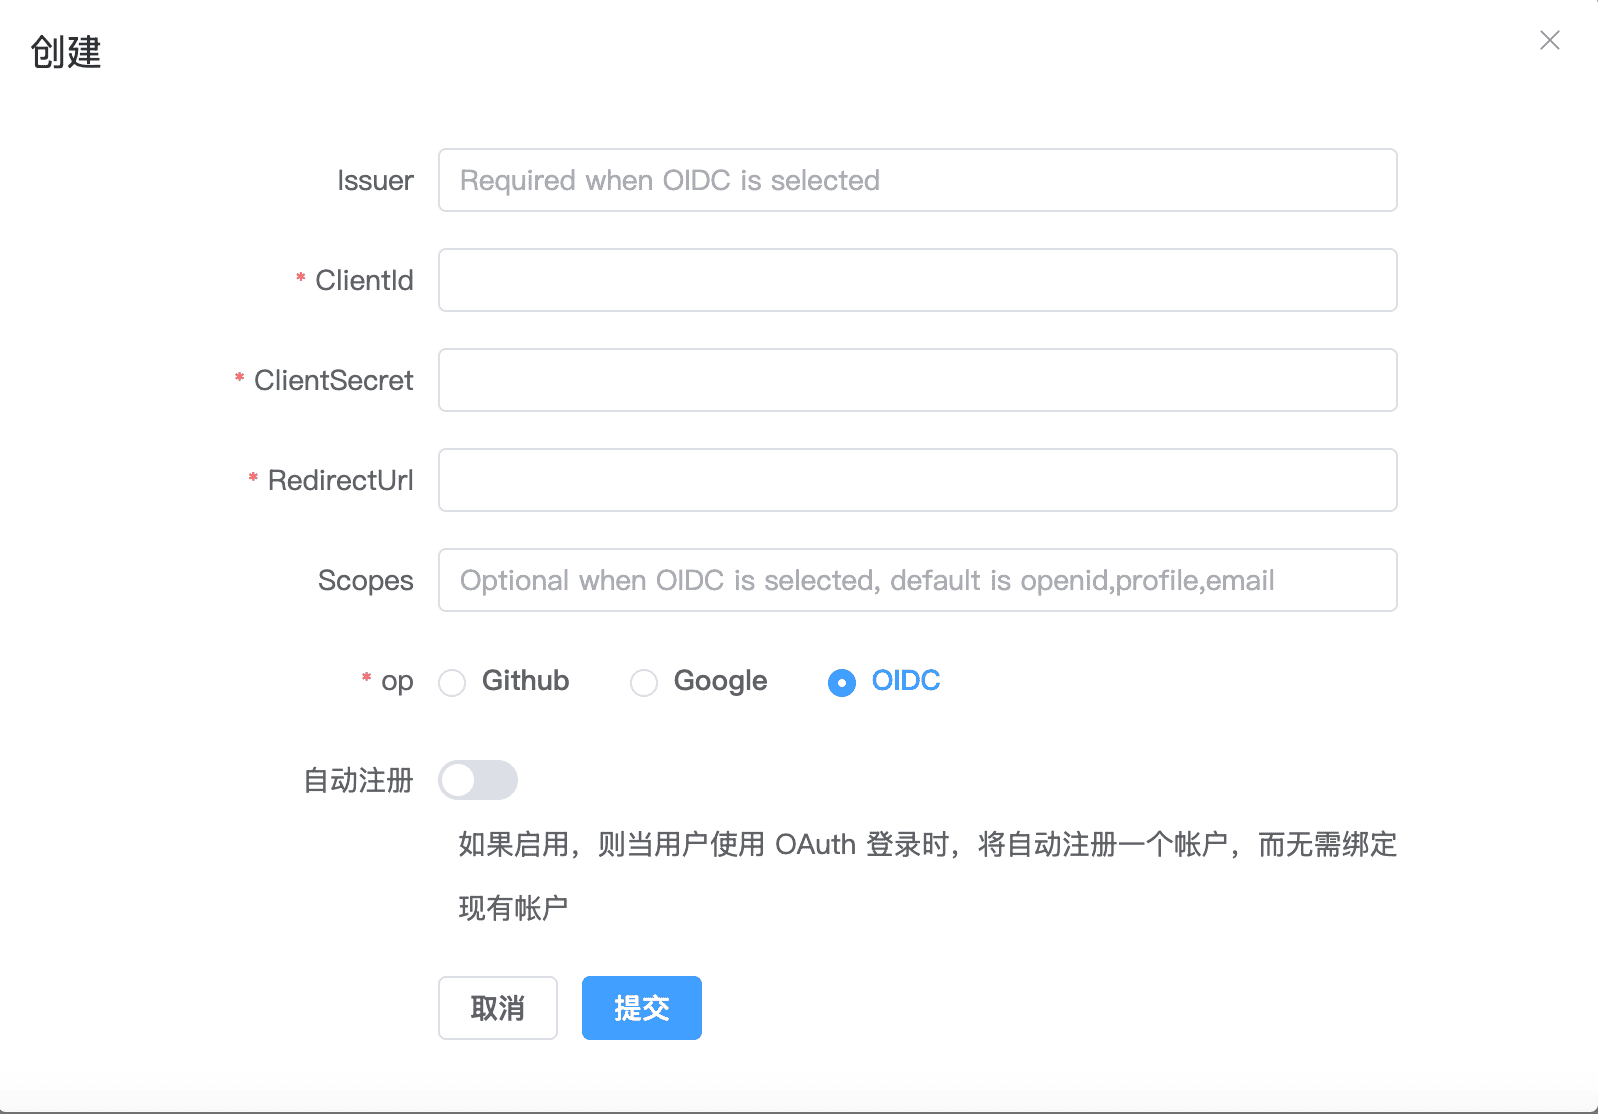 创建
Issuer Required when OIDC is selected
* ClientId
* ClientSecret
* RedirectUrl
Scopes Optional when OIDC is selected, default is openid,profile,email
* op Github Google OIDC
自动注册
如果启用，则当用户使用 OAuth 登录时，将自动注册一个帐户，而无需绑定
现有帐户
取消 提交